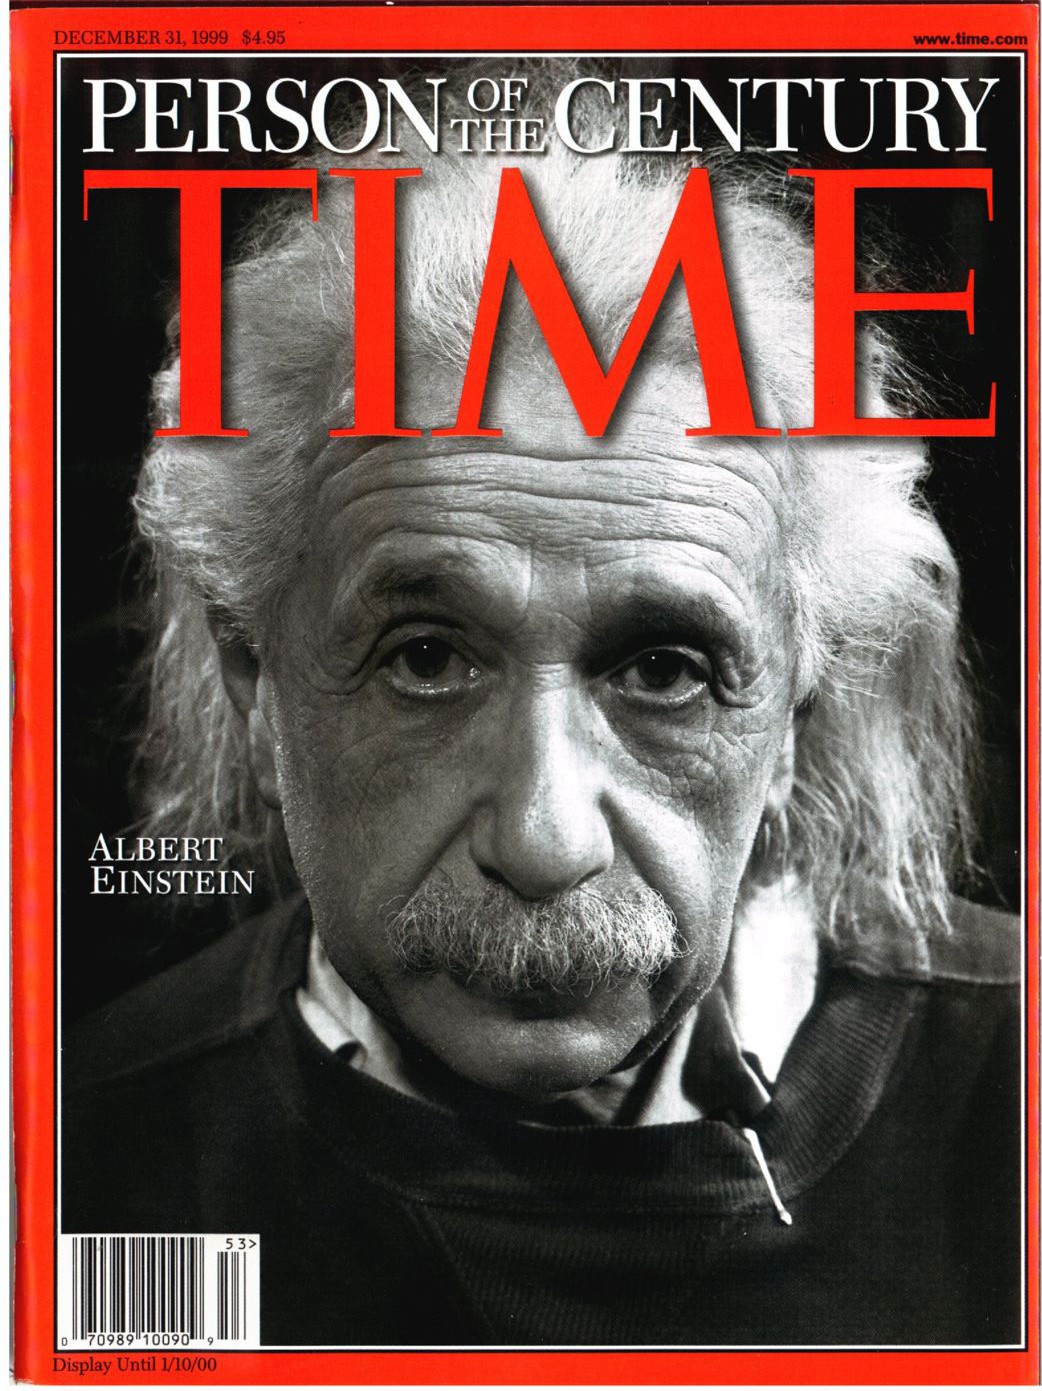 DECEMBER 31, 1999 $4.95
www.time.com
PERSON OF THE CENTURY
TIME
ALBERT
EINSTEIN
53>
0 70989 10090 9
Display Until 1/10/00